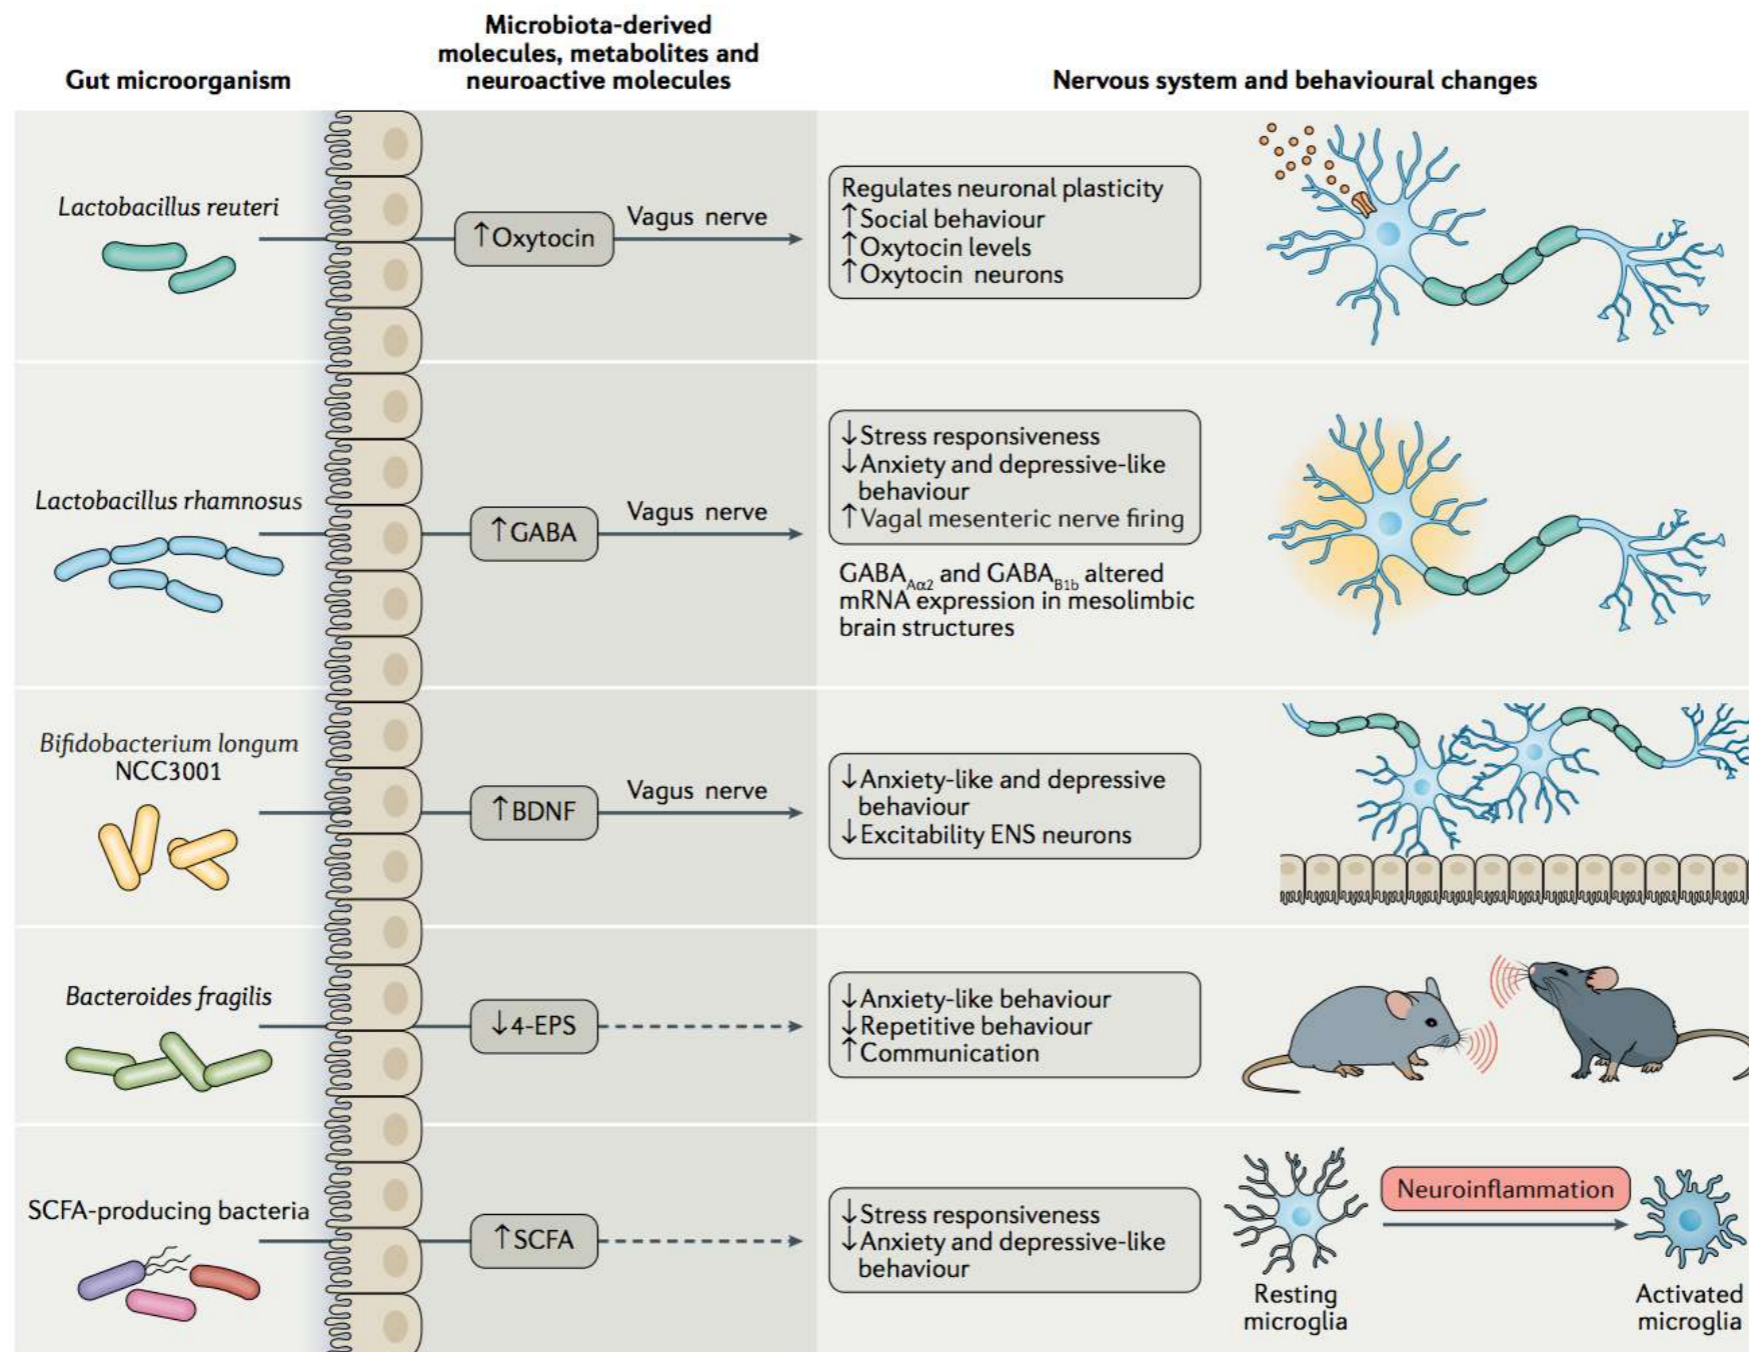 Gut microorganism
Microbiota-derived
molecules, metabolites and
neuroactive molecules
Nervous system and behavioural changes
Lactobacillus reuteri
↑Oxytocin
Vagus nerve
Regulates neuronal plasticity
↑Social behaviour
↑Oxytocin levels
↑Oxytocin neurons
Lactobacillus rhamnosus
↑GABA
Vagus nerve
↓Stress responsiveness
↓Anxiety and depressive-like
behaviour
↑Vagal mesenteric nerve firing
GABAAα2 and GABAB1b altered
mRNA expression in mesolimbic
brain structures
Bifidobacterium longum
NCC3001
↑BDNF
Vagus nerve
↓Anxiety-like and depressive
behaviour
↓Excitability ENS neurons
Bacteroides fragilis
↓4-EPS
↓Anxiety-like behaviour
↓Repetitive behaviour
↑Communication
SCFA-producing bacteria
↑SCFA
↓Stress responsiveness
↓Anxiety and depressive-like
behaviour
Neuroinflammation
Resting
microglia
Activated
microglia